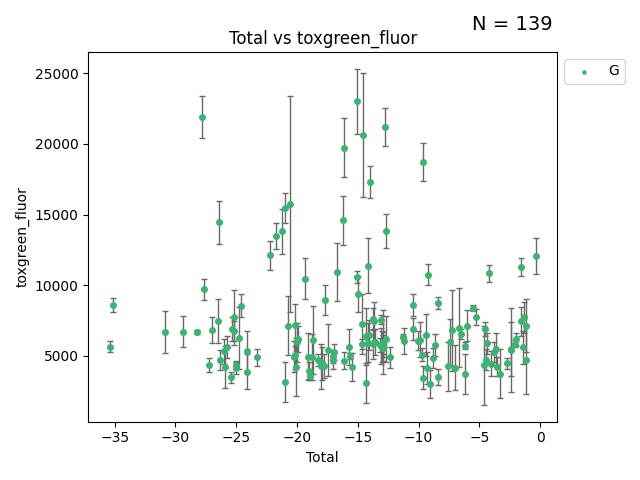 N = 139
Total vs toxgreen_fluor
G
25000
20000
15000
10000
5000
toxgreen_fluor
−35 −30 −25 −20 −15 −10 −5 0
Total